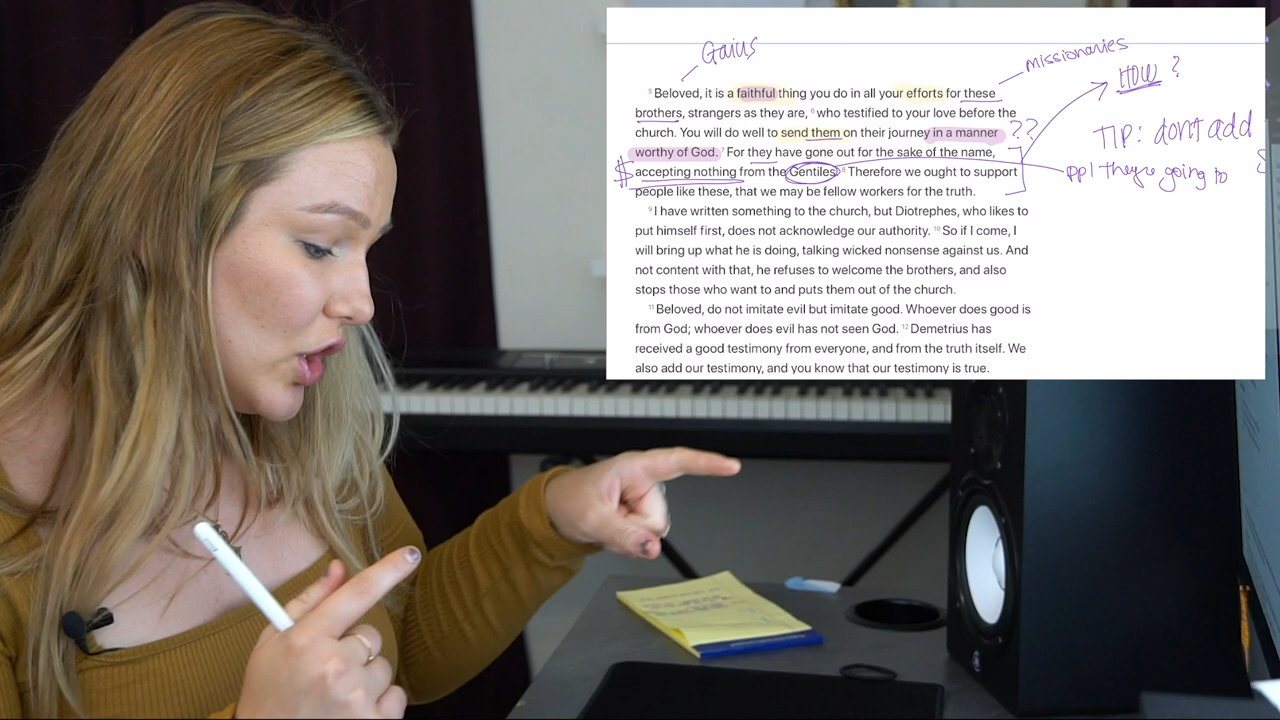 Gaius
missionaries
HOW ?
5 Beloved, it is a faithful thing you do in all your efforts for these
brothers, strangers as they are, 6 who testified to your love before the
church. You will do well to send them on their journey in a manner ??
worthy of God. 7 For they have gone out for the sake of the name,
$ accepting nothing from the Gentiles. 8 Therefore we ought to support
people like these, that we may be fellow workers for the truth.
TIP: don't add
ppl they're going to
9 I have written something to the church, but Diotrephes, who likes to
put himself first, does not acknowledge our authority. 10 So if I come, I
will bring up what he is doing, talking wicked nonsense against us. And
not content with that, he refuses to welcome the brothers, and also
stops those who want to and puts them out of the church.
11 Beloved, do not imitate evil but imitate good. Whoever does good is
from God; whoever does evil has not seen God. 12 Demetrius has
received a good testimony from everyone, and from the truth itself. We
also add our testimony, and you know that our testimony is true.